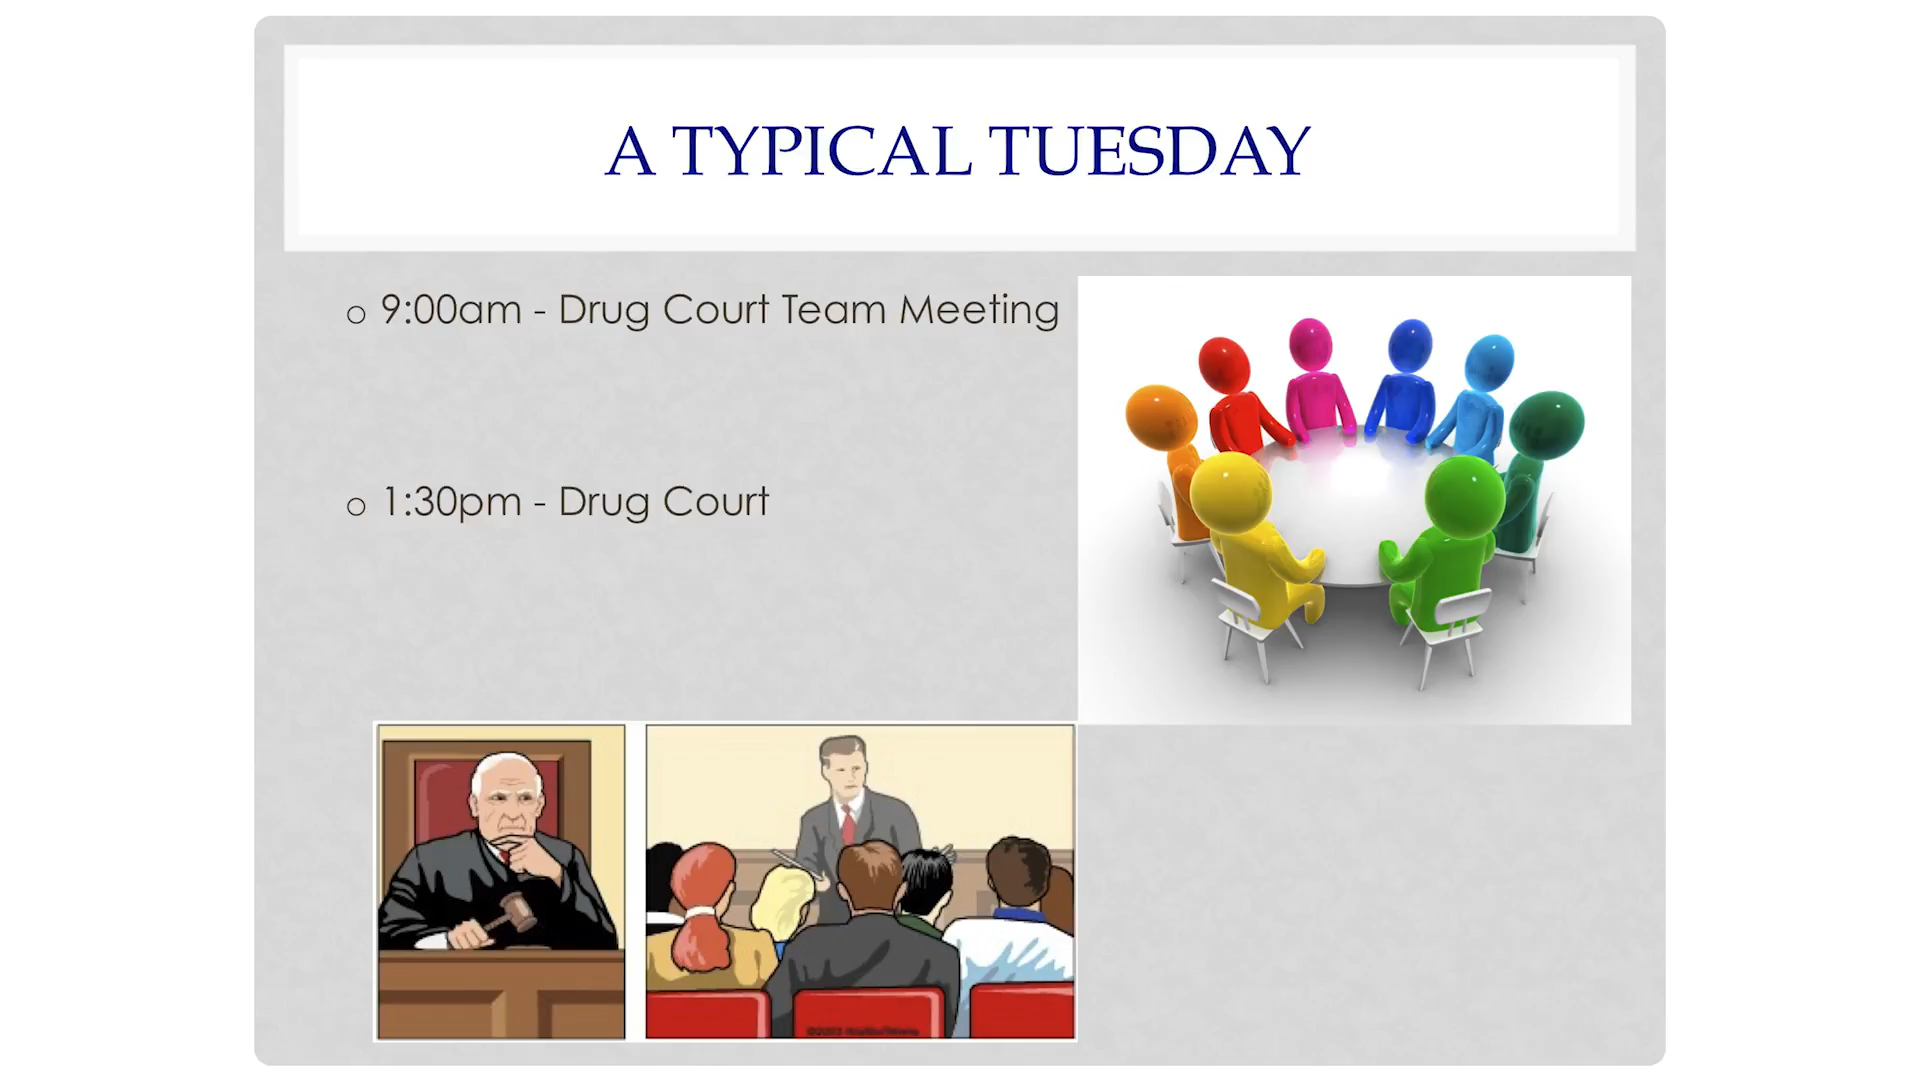 A TYPICAL TUESDAY
o 9:00am - Drug Court Team Meeting
o 1:30pm - Drug Court